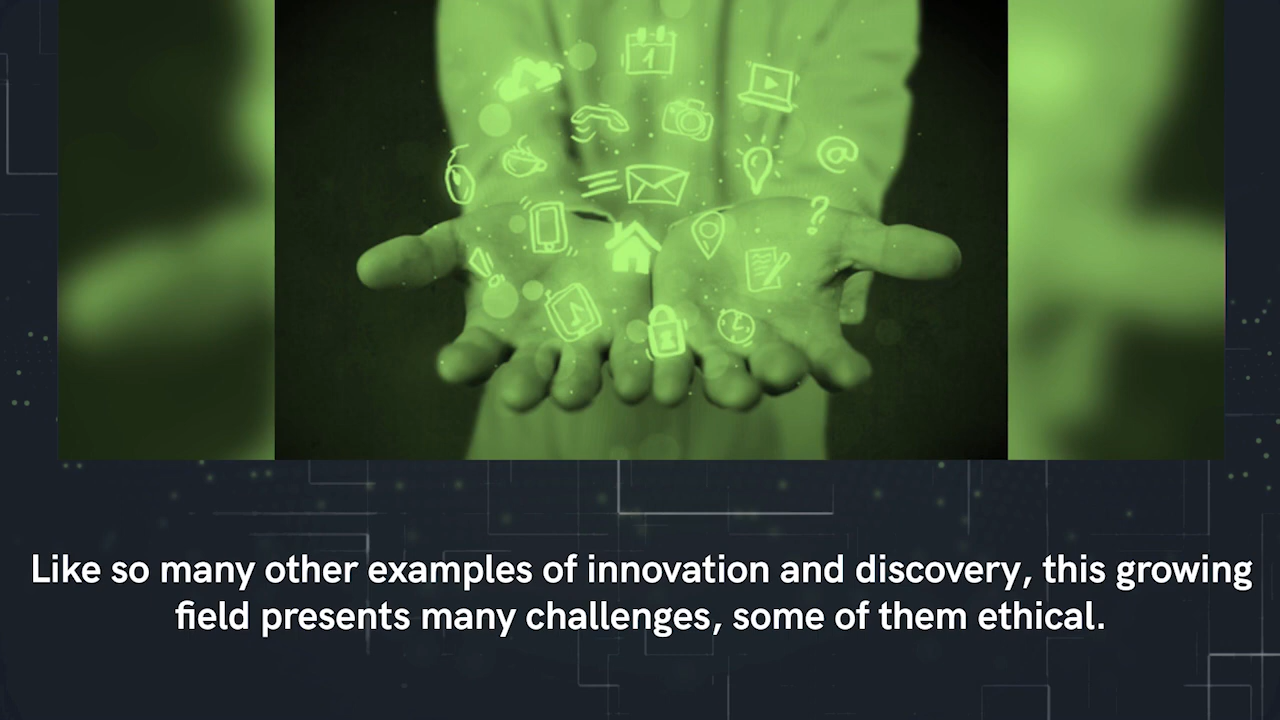 1
@
?
Like so many other examples of innovation and discovery, this growing
field presents many challenges, some of them ethical.